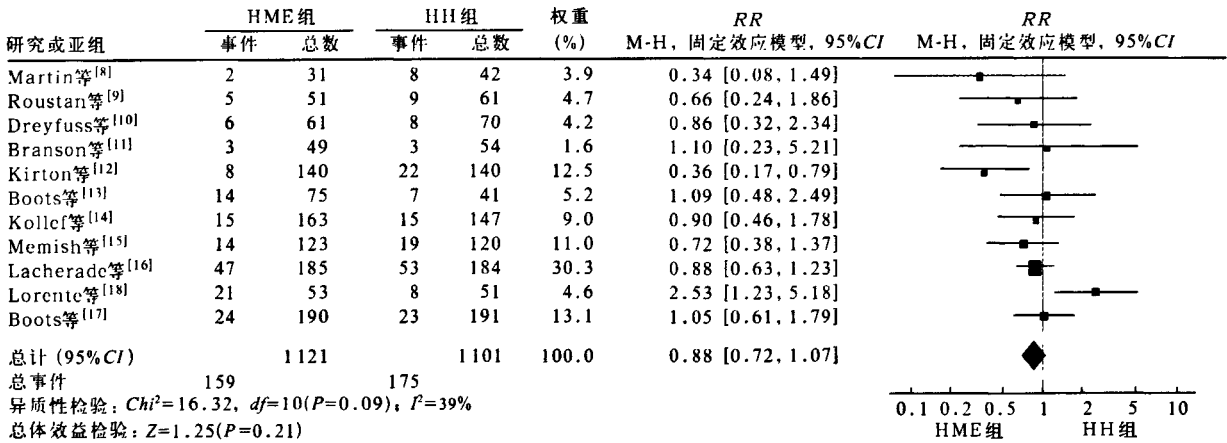 HME组 HH组 权重 RR RR
研究或亚组 事件 总数 事件 总数 (%) M-H, 固定效应模型, 95%CI M-H, 固定效应模型, 95%CI
Martin等[8] 2 31 8 42 3.9 0.34 [0.08, 1.49]
Roustan等[9] 5 51 9 61 4.7 0.66 [0.24, 1.86]
Dreyfuss等[10] 6 61 8 70 4.2 0.86 [0.32, 2.34]
Branson等[11] 3 49 3 54 1.6 1.10 [0.23, 5.21]
Kirton等[12] 8 140 22 140 12.5 0.36 [0.17, 0.79]
Boots等[13] 14 75 7 41 5.2 1.09 [0.48, 2.49]
Kollef等[14] 15 163 15 147 9.0 0.90 [0.46, 1.78]
Memish等[15] 14 123 19 120 11.0 0.72 [0.38, 1.37]
Lacherade等[16] 47 185 53 184 30.3 0.88 [0.63, 1.23]
Lorente等[18] 21 53 8 51 4.6 2.53 [1.23, 5.18]
Boots等[17] 24 190 23 191 13.1 1.05 [0.61, 1.79]
总计 (95%CI) 1121 1101 100.0 0.88 [0.72, 1.07]
总事件 159 175
异质性检验: Chi²=16.32, df=10(P=0.09); I²=39%
总体效益检验: Z=1.25(P=0.21)
0.1 0.2 0.5 1 2 5 10
HME组 HH组